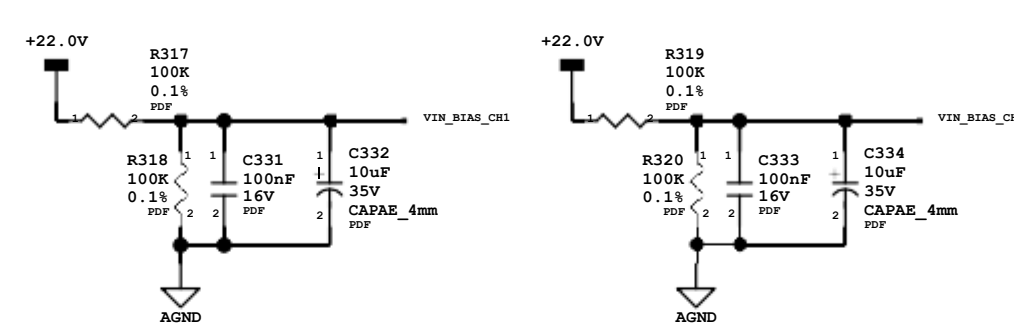 +22.0V
R317
100K
0.1%
PDF
1
2
VIN_BIAS_CH1
R318
100K
0.1%
PDF
1
2
1
2
C331
100nF
16V
PDF
1
+
2
C332
10uF
35V
CAPAE_4mm
PDF
AGND
+22.0V
R319
100K
0.1%
PDF
1
2
VIN_BIAS_CH
R320
100K
0.1%
PDF
1
2
1
2
C333
100nF
16V
PDF
1
+
2
C334
10uF
35V
CAPAE_4mm
PDF
AGND